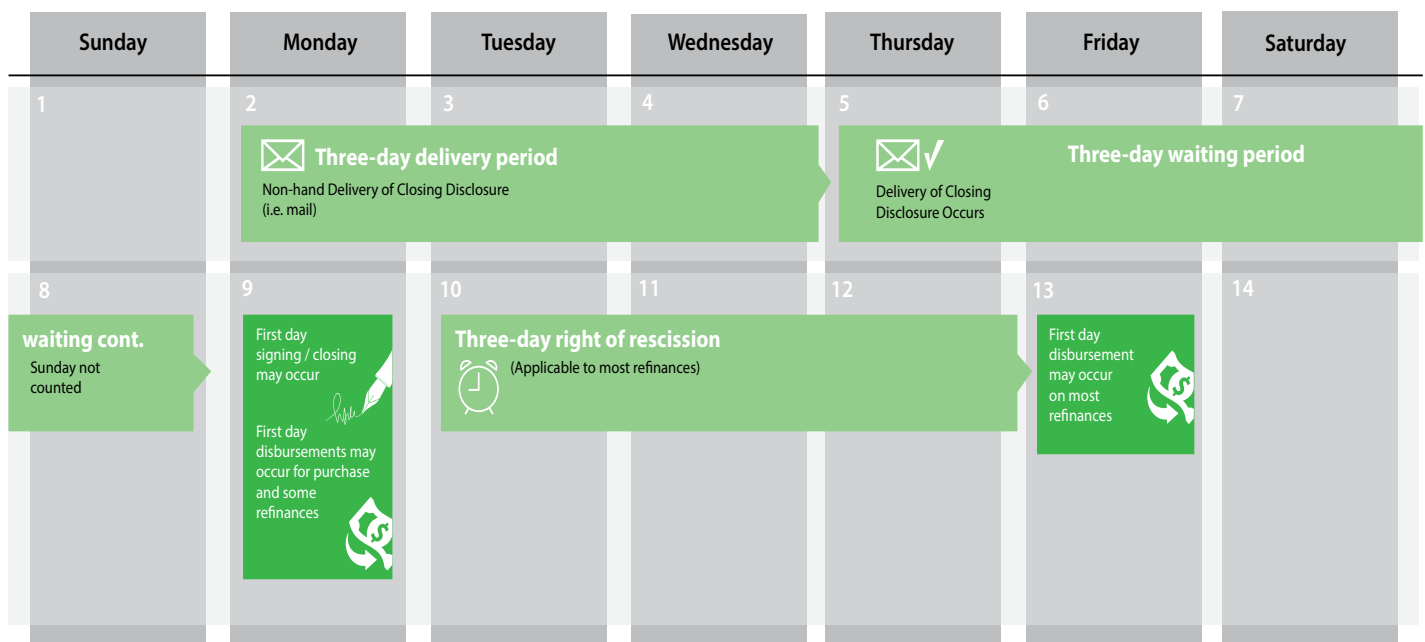 Sunday
Monday
Tuesday
Wednesday
Thursday
Friday
Saturday
1
2
3
4
5
6
7
Three-day delivery period
Non-hand Delivery of Closing Disclosure
(i.e. mail)
Three-day waiting period
Delivery of Closing
Disclosure Occurs
8
9
10
11
12
13
14
waiting cont.
Sunday not
counted
First day
signing / closing
may occur
First day
disbursements may
occur for purchase
and some
refinances
Three-day right of rescission
(Applicable to most refinances)
First day
disbursement
may occur
on most
refinances
$
$